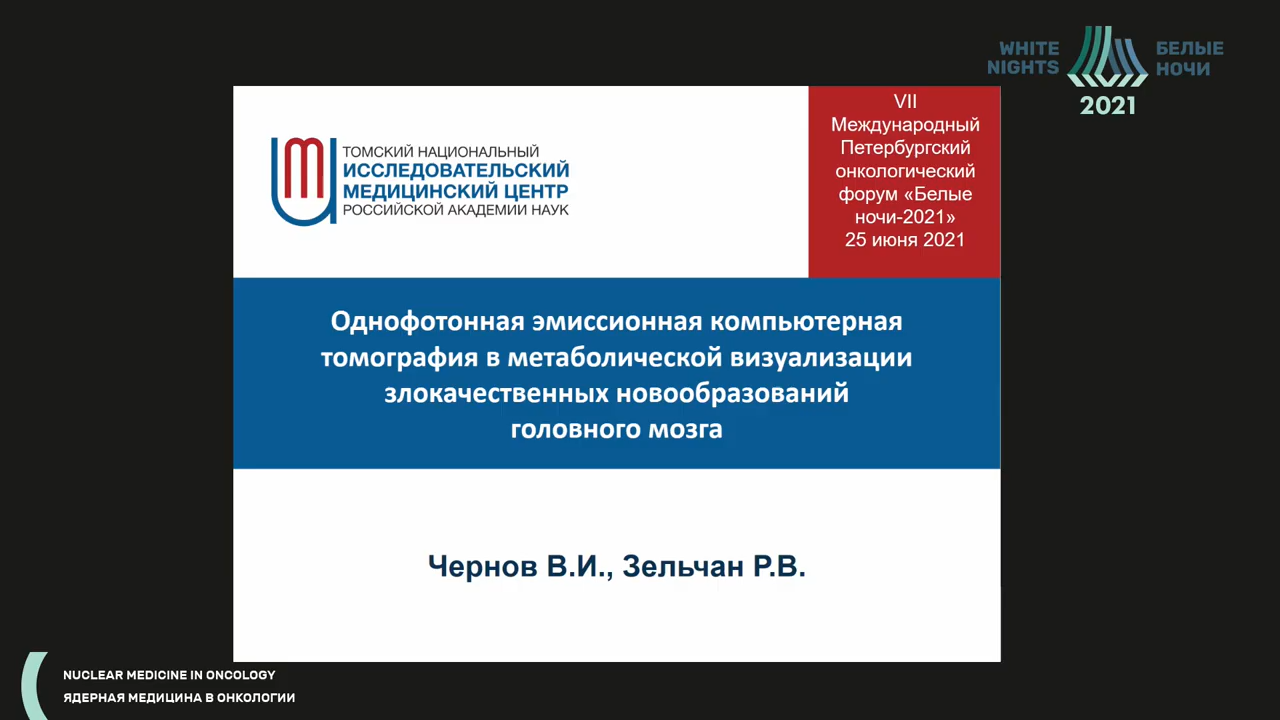 WHITE
NIGHTS
БЕЛЫЕ
НОЧИ
2021
ТОМСКИЙ НАЦИОНАЛЬНЫЙ
ИССЛЕДОВАТЕЛЬСКИЙ
МЕДИЦИНСКИЙ ЦЕНТР
РОССИЙСКОЙ АКАДЕМИИ НАУК
VII
Международный
Петербургский
онкологический
форум «Белые
ночи-2021»
25 июня 2021
Однофотонная эмиссионная компьютерная
томография в метаболической визуализации
злокачественных новообразований
головного мозга
Чернов В.И., Зельчан Р.В.
NUCLEAR MEDICINE IN ONCOLOGY
ЯДЕРНАЯ МЕДИЦИНА В ОНКОЛОГИИ